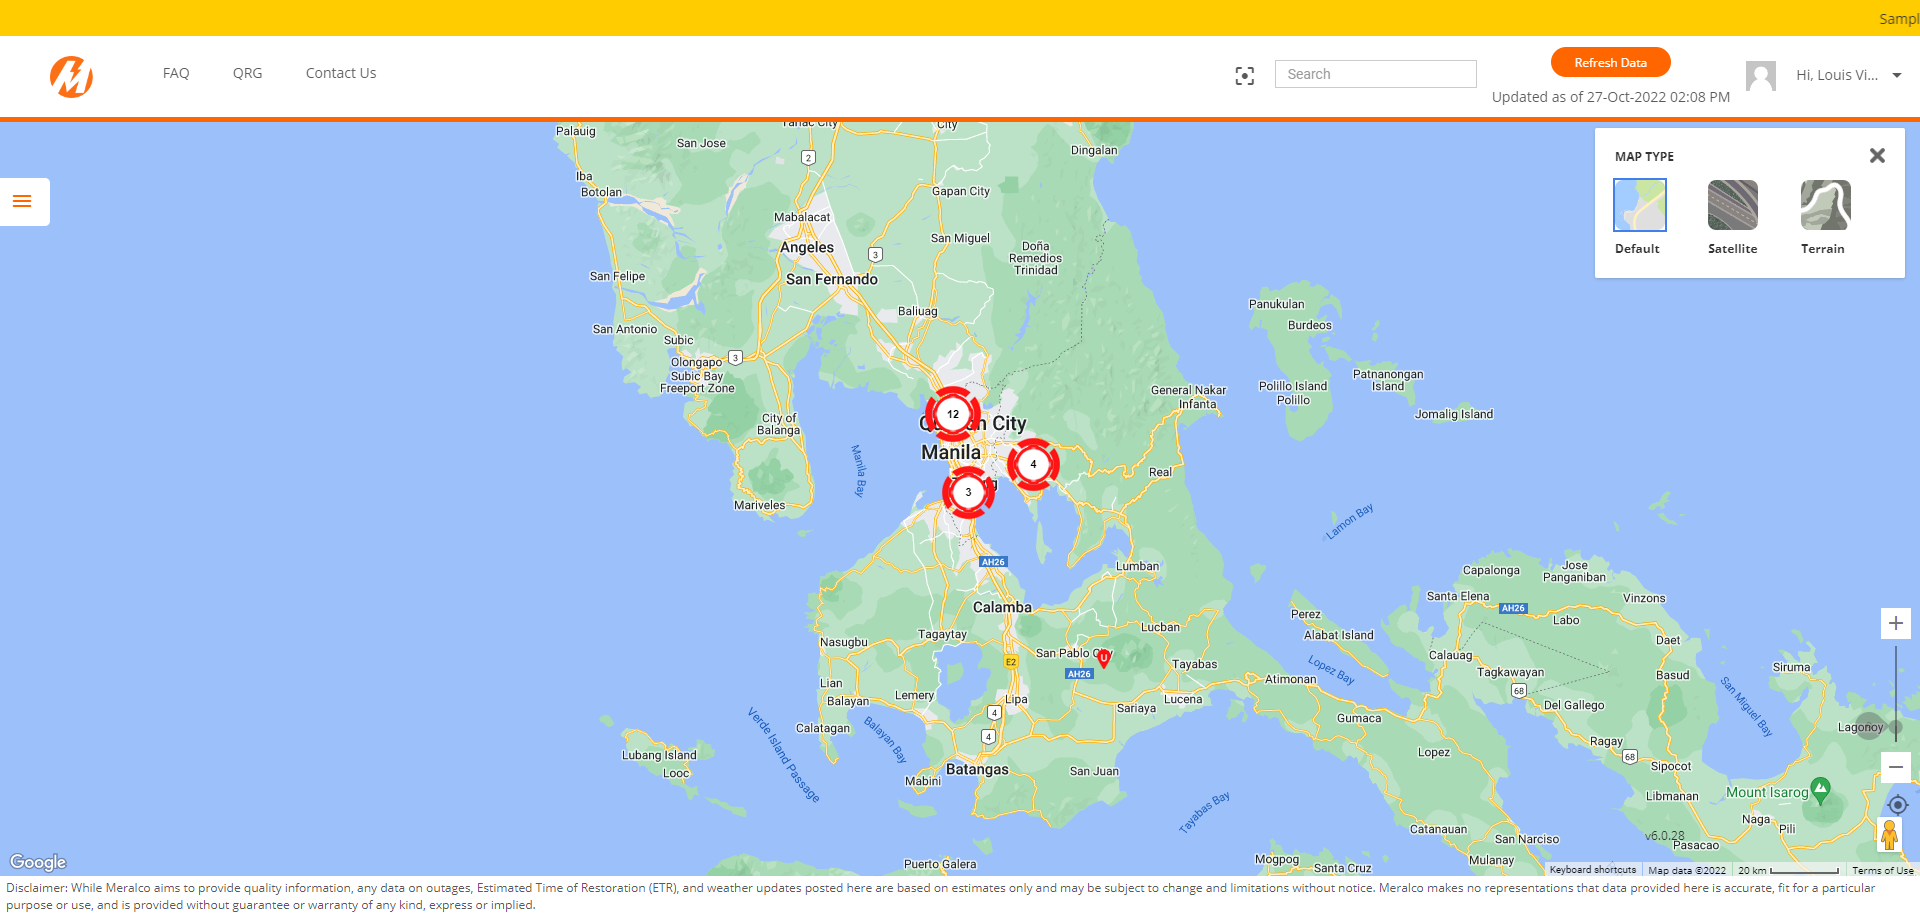 Sampl
FAQ
QRG
Contact Us
Search
Refresh Data
Updated as of 27-Oct-2022 02:08 PM
Hi, Louis Vi...
MAP TYPE
Default
Satellite
Terrain
Palauig
San Jose
Tarlac City
City
2
Dingalan
Iba
Botolan
Gapan City
Mabalacat
Angeles
3
San Miguel
Doña
Remedios
Trinidad
San Felipe
San Fernando
Baliuag
Panukulan
Burdeos
San Antonio
Subic
Olongapo
3
Subic Bay
Freeport Zone
Patnanongan
Island
Polillo Island
Polillo
General Nakar
Infanta
Jomalig Island
City of
Balanga
12
City
Manila
4
3
Manila Bay
Real
Mariveles
Lamon Bay
AH26
Lumban
Capalonga
Jose
Panganiban
Calamba
Santa Elena
AH26
Vinzons
Labo
Perez
Alabat Island
Lucban
Tagaytay
Nasugbu
Daet
San Pablo City
U
E2
AH26
Tayabas
Calauag
Lopez Bay
Tagkawayan
68
Basud
Siruma
Atimonan
Lian
Lemery
Lipa
Lucena
Balayan
Sariaya
4
4
Gumaca
Del Gallego
San Miguel Bay
Calatagan
Balayan Bay
Verde Island Passage
Lagonoy
Ragay
68
Lopez
Lubang Island
Looc
Sipocot
Batangas
Mabini
San Juan
Tayabas Bay
Libmanan
Mount Isarog
Naga
Pili
Catanauan
San Narciso
v6.0.28
Pasacao
Mulanay
Mogpog
Santa Cruz
Puerto Galera
Google
Keyboard shortcuts
Map data ©2022
20 km
Terms of Use
Disclaimer: While Meralco aims to provide quality information, any data on outages, Estimated Time of Restoration (ETR), and weather updates posted here are based on estimates only and may be subject to change and limitations without notice. Meralco makes no representations that data provided here is accurate, fit for a particular
purpose or use, and is provided without guarantee or warranty of any kind, express or implied.